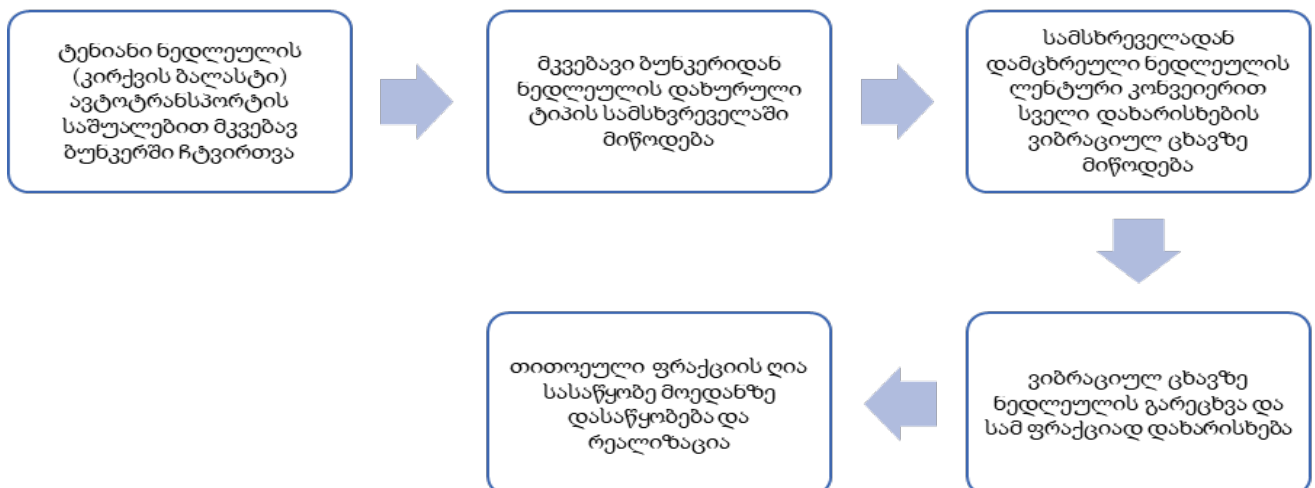 ტენიანი ნედლეულის
(კირქვის ბალასტი)
ავტოტრანსპორტის
საშუალებით მკვებავ
ბუნკერში ჩტვირთვა
მკვებავი ბუნკერიდან
ნედლეულის დახურული
ტიპის სამსხვრეველაში
მიწოდება
სამსხრეველადან
დამცხრეული ნედლეულის
ლენტური კონვეიერით
სველი დახარისხების
ვიბრაციულ ცხავზე
მიწოდება
ვიბრაციულ ცხავზე
ნედლეულის გარეცხვა და
სამ ფრაქციად დახარისხება
თითოეული ფრაქციის ღია
სასაწყობე მოედანზე
დასაწყობება და
რეალიზაცია